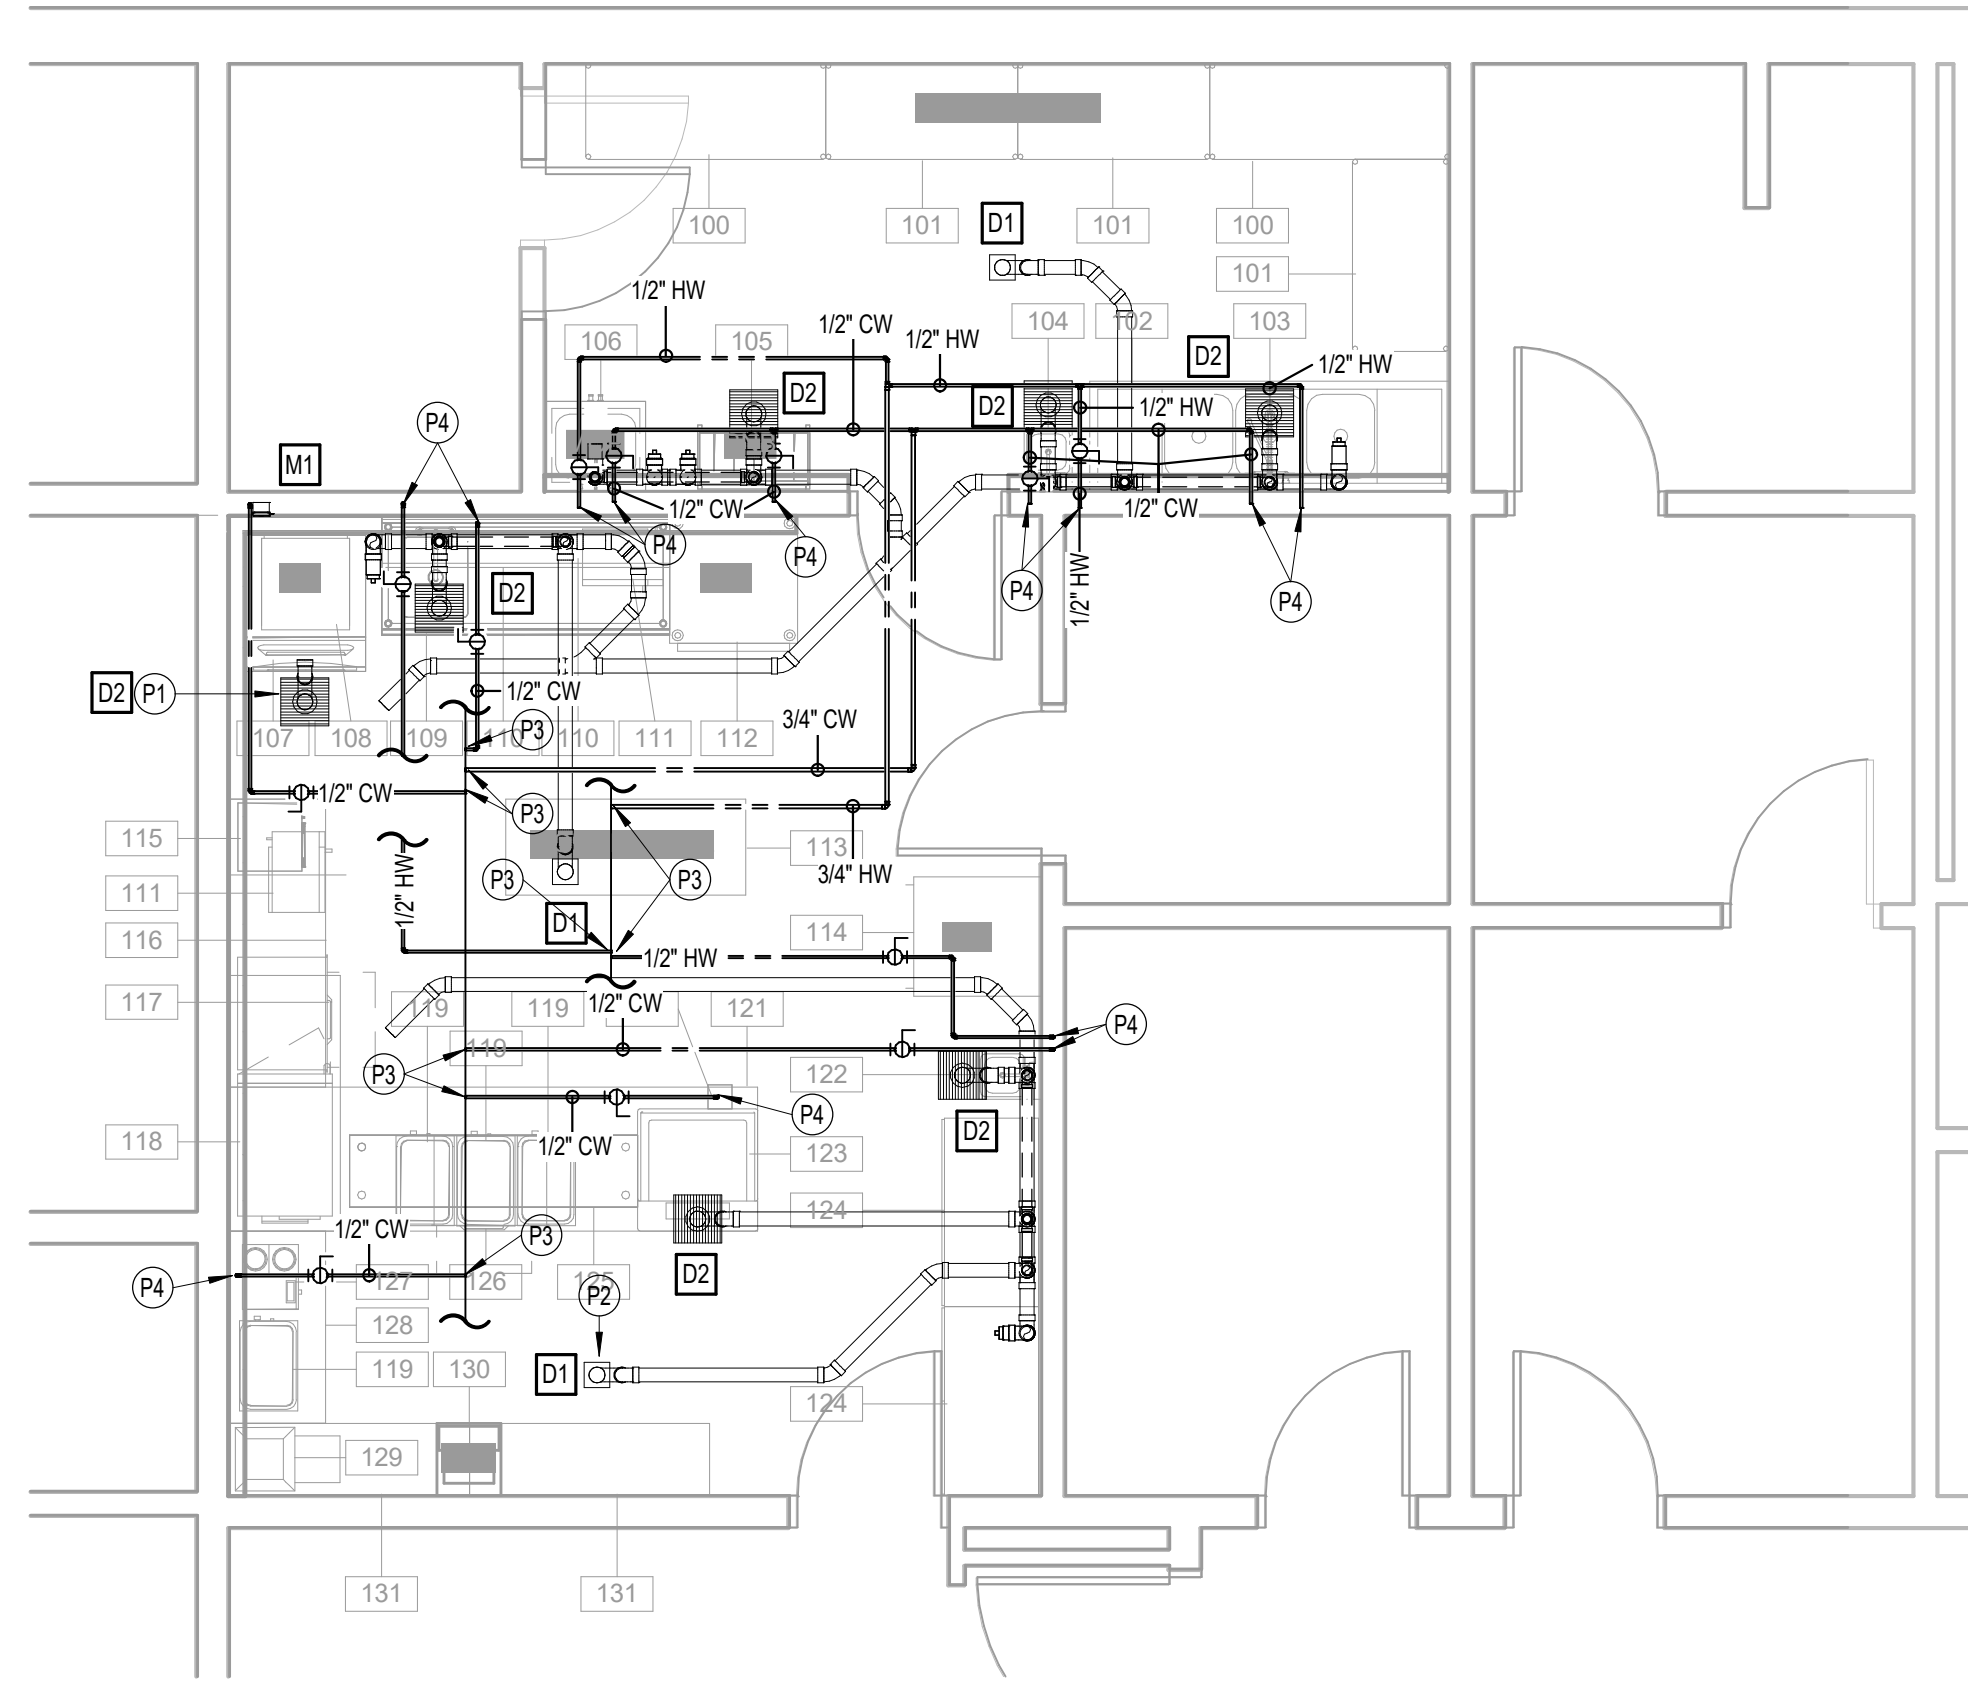 100
101
D1
101
100
101
1/2" HW
1/2" CW
1/2" HW
104
102
103
106
105
D2
1/2" HW
D2
D2
1/2" HW
P4
M1
1/2" CW
1/2" CW
P4
P4
P4
1/2" HW
P4
D2
D2
P1
1/2" CW
3/4" CW
P3
107
108
109
110
110
111
112
1/2" CW
P3
115
113
3/4" HW
1/2" HW
P3
P3
111
D1
114
116
1/2" HW
117
119
119
1/2" CW
121
P4
119
P3
122
P4
D2
1/2" CW
118
123
124
1/2" CW
P3
D2
P4
127
126
125
P2
128
D1
119
130
124
129
131
131